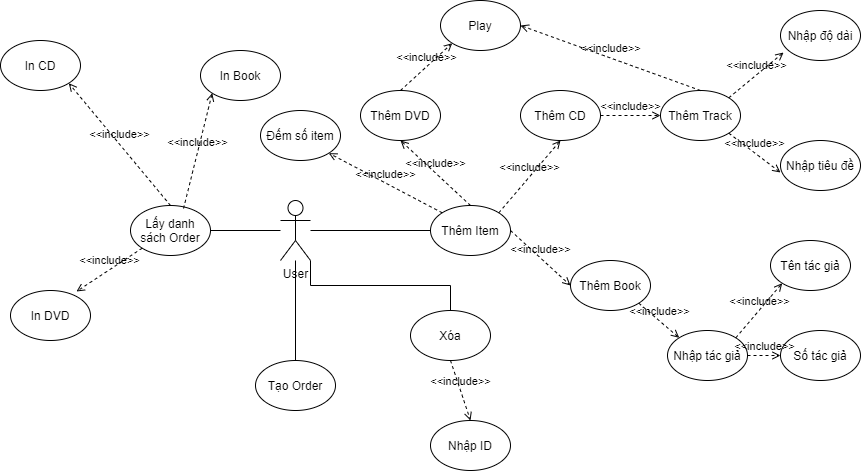 Play
Nhập độ dài
<<include>>
<<include>>
<<include>>
In CD
In Book
Thêm DVD
Thêm CD
<<include>>
Thêm Track
Đếm số item
<<include>>
<<include>>
<<include>>
<<include>>
<<include>>
<<include>>
Nhập tiêu đề
<<include>>
Lấy danh
sách Order
Thêm Item
<<include>>
<<include>>
User
Thêm Book
Tên tác giả
<<include>>
<<include>>
In DVD
Xóa
<<include>>
Nhập tác giả
Số tác giả
Tạo Order
<<include>>
Nhập ID